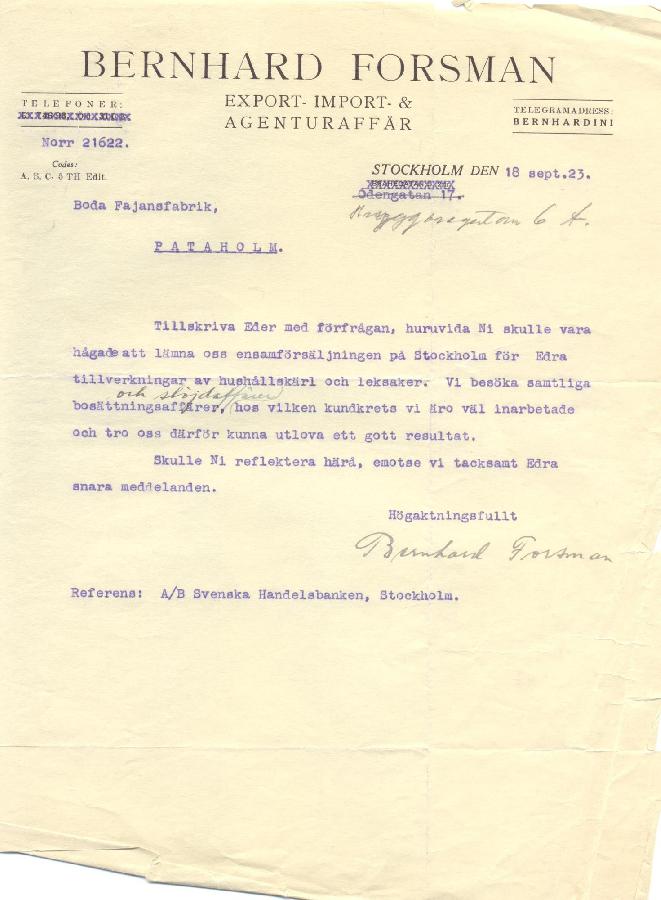 BERNHARD FORSMAN
EXPORT- IMPORT- &
AGENTURAFFÄR
TELEFONER:
Norr 21622.
Codes:
A. B. C. 5 TH Edit.
TELEGRAMADRESS:
BERNHARDINI
STOCKHOLM DEN 18 sept.23.
Odengatan 17.
6 A.
Boda Fajansfabrik,
PATAHOLM.
Tillskriva Eder med förfrågan, huruvida Ni skulle vara
hågade att lämna oss ensamförsäljningen på Stockholm för Edra
tillverkningar av hushållskärl och leksaker. Vi besöka samtliga
och slöjdaffärer
bosättningsaffärer, hos vilken kundkrets vi äro väl inarbetade
och tro oss därför kunna utlova ett gott resultat.
Skulle Ni reflektera härå, emotse vi tacksamt Edra
snara meddelanden.
Högaktningsfullt
Bernhard Forsman
Referens: A/B Svenska Handelsbanken, Stockholm.